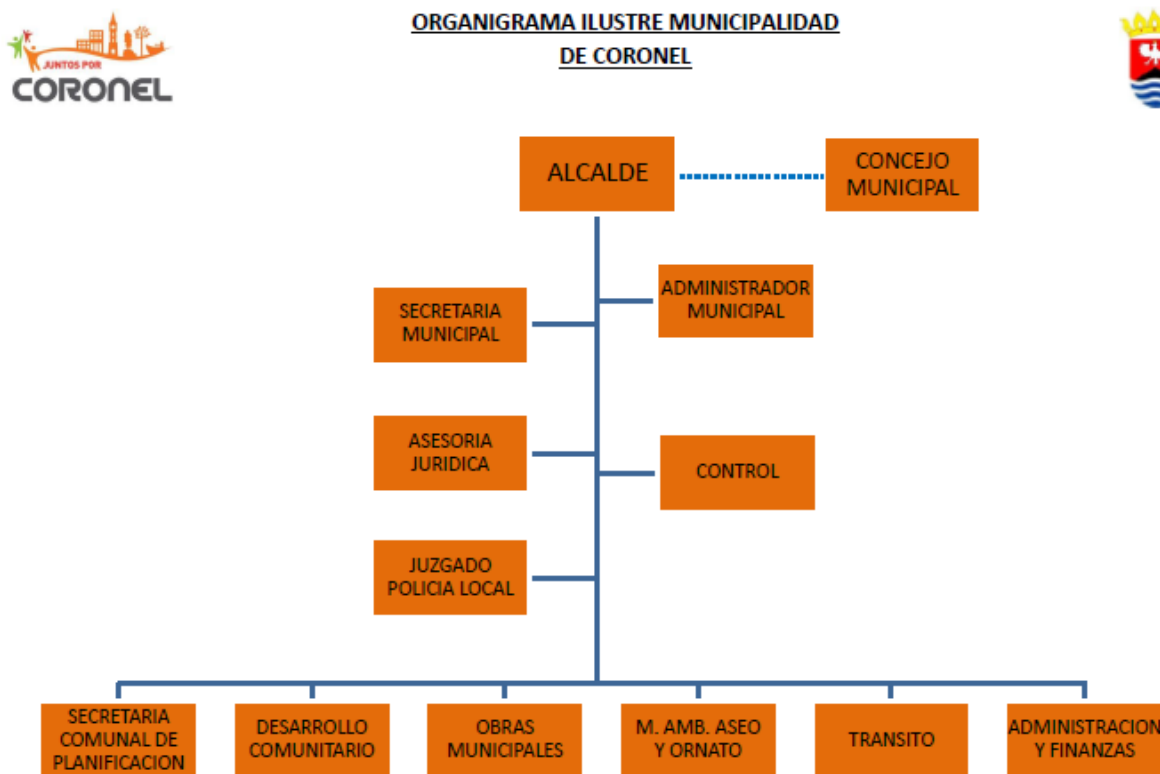 ORGANIGRAMA ILUSTRE MUNICIPALIDAD
DE CORONEL
JUNTOS POR
CORONEL
ALCALDE
CONCEJO
MUNICIPAL
ADMINISTRADOR
MUNICIPAL
SECRETARIA
MUNICIPAL
ASESORIA
JURIDICA
CONTROL
JUZGADO
POLICIA LOCAL
SECRETARIA
COMUNAL DE
PLANIFICACION
DESARROLLO
COMUNITARIO
OBRAS
MUNICIPALES
M. AMB. ASEO
Y ORNATO
TRANSITO
ADMINISTRACION
Y FINANZAS